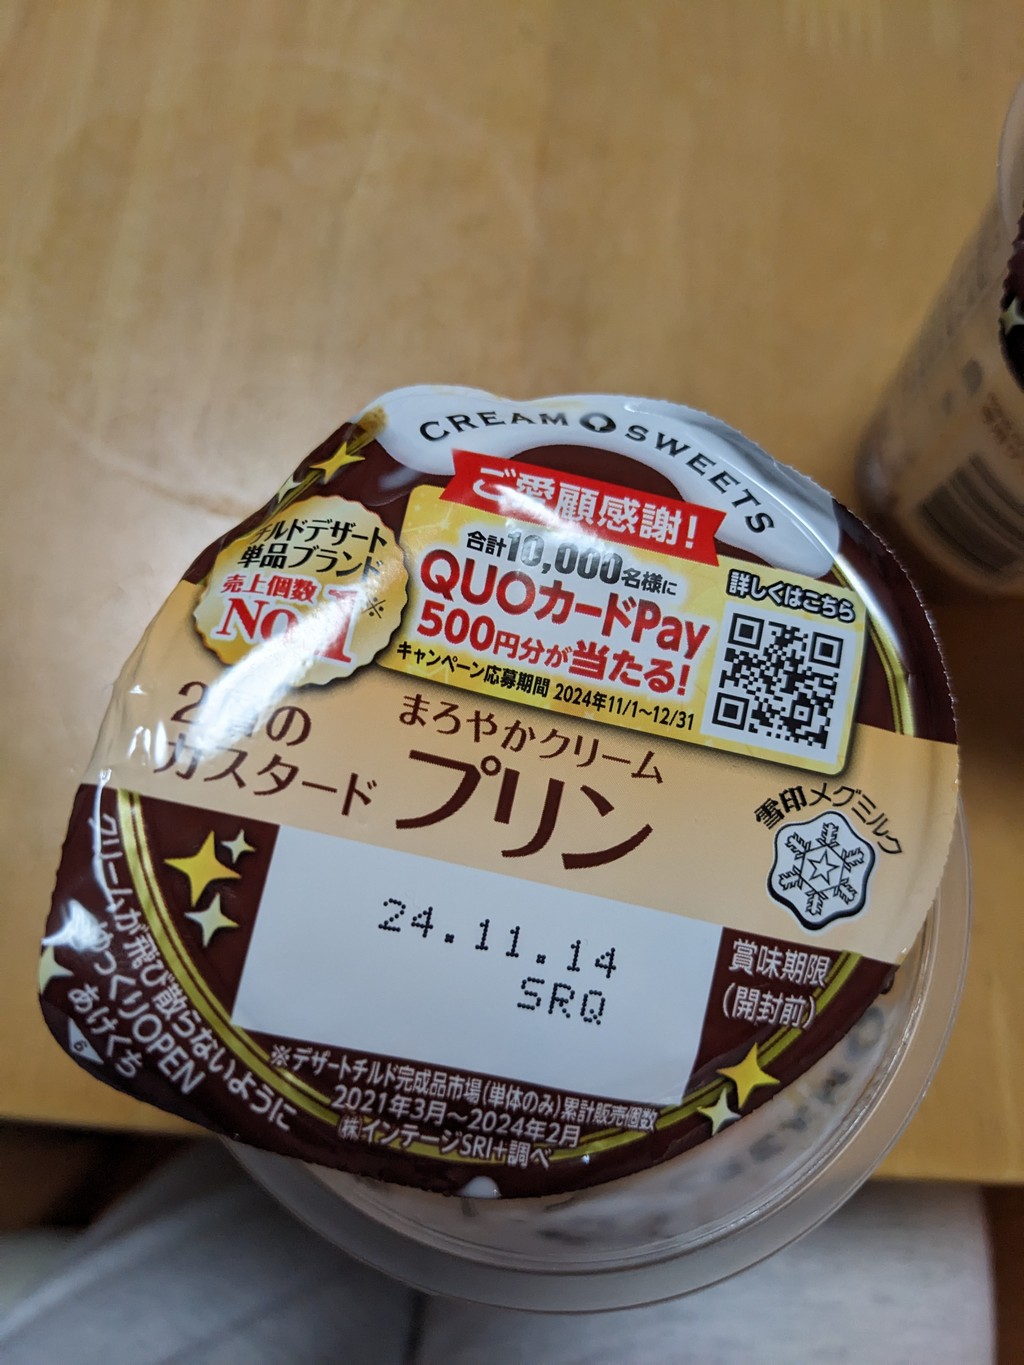 CREAM SWEETS
ご愛顧感謝!
合計10,000名様に
QUOカードPay
500円分が当たる!
キャンペーン応募期間 2024年11/1~12/31
詳しくはこちら
チルドデザート
単品ブランド
売上個数
No.1※
の
カスタード
まろやかクリーム
プリン
雪印メグミルク
24.11.14
SRQ
賞味期限
(開封前)
クリームが飛び散らないように
ゆっくりOPEN
あけくち
6
※デザートチルド完成品市場(単体のみ)累計販売個数
2021年3月~2024年2月
㈱インテージSRI+調べ